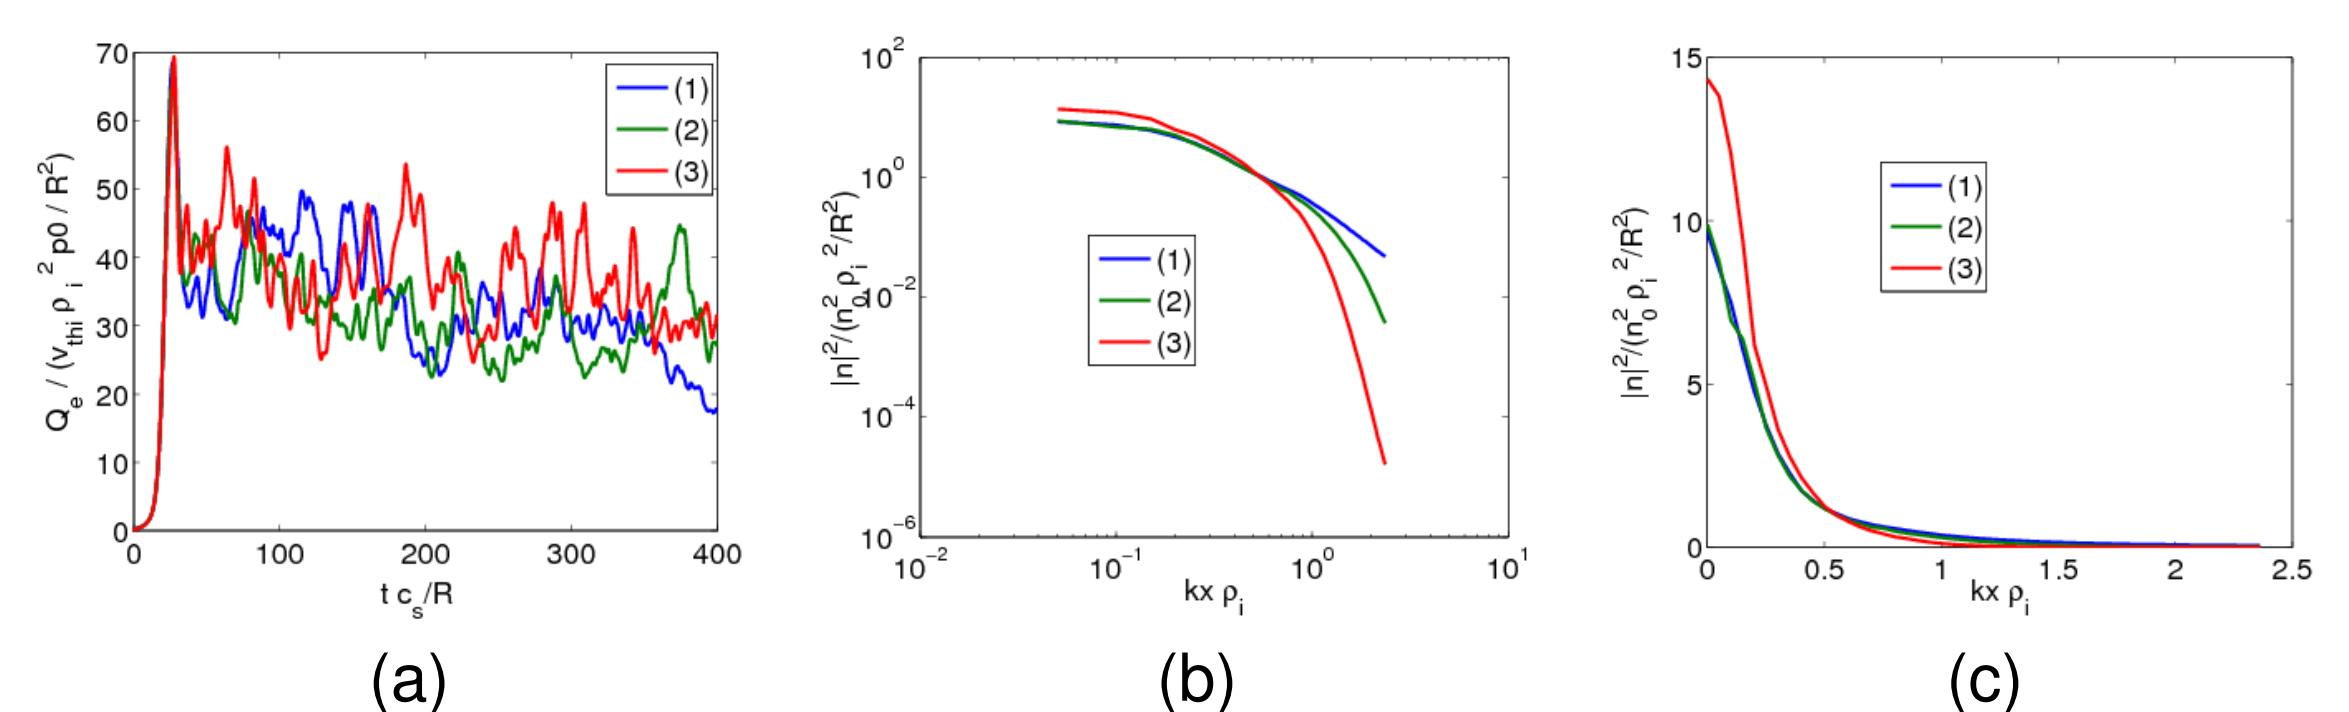 70
60
50
40
30
20
10
0
0 100 200 300 400
Q_e / (v_thi ρ_i ^2 p0 / R^2)
t c_s/R
(1)
(2)
(3)
(a)
10^2
10^0
10^−2
10^−4
10^−6
10^−2 10^−1 10^0 10^1
|n|^2/(n_0^2 ρ_i ^2/R^2)
kx ρ_i
(1)
(2)
(3)
(b)
15
10
5
0
0 0.5 1 1.5 2 2.5
|n|^2/(n_0^2 ρ_i ^2/R^2)
kx ρ_i
(1)
(2)
(3)
(c)